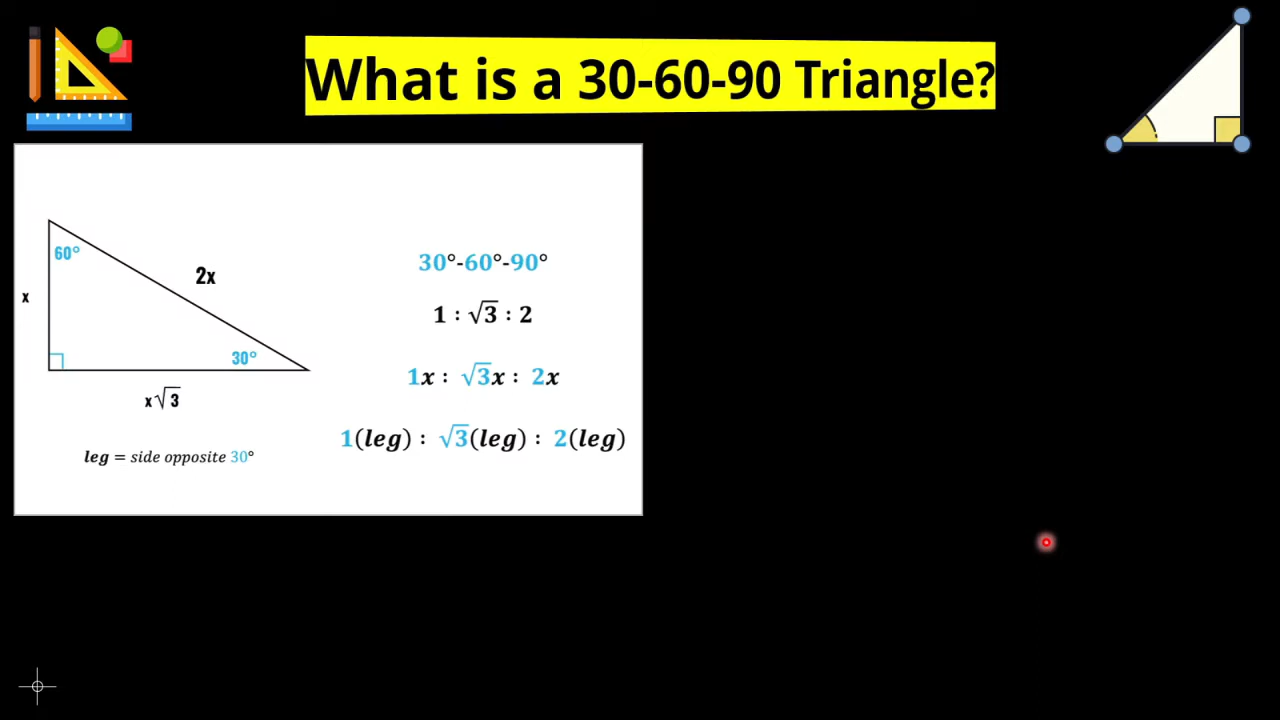 What is a 30-60-90 Triangle?
60°
2x
x
30°
x√3
leg = side opposite 30°
30°-60°-90°
1 : √3 : 2
1x : √3x : 2x
1(leg) : √3(leg) : 2(leg)